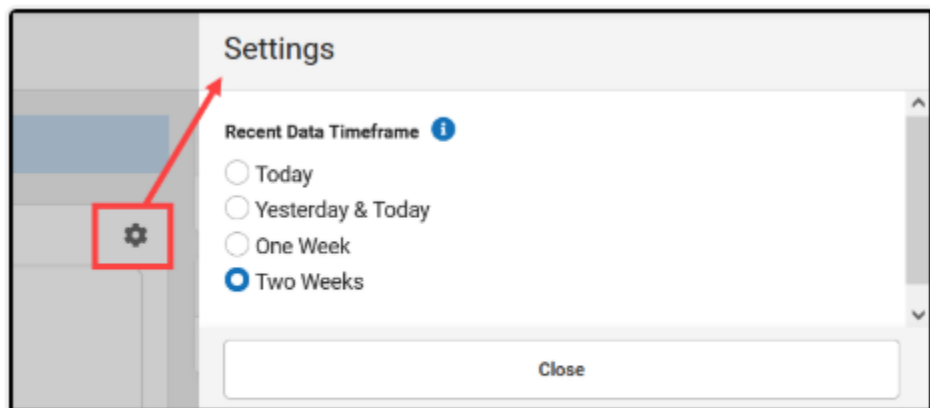 Settings
Recent Data Timeframe
Today
Yesterday & Today
One Week
Two Weeks
Close